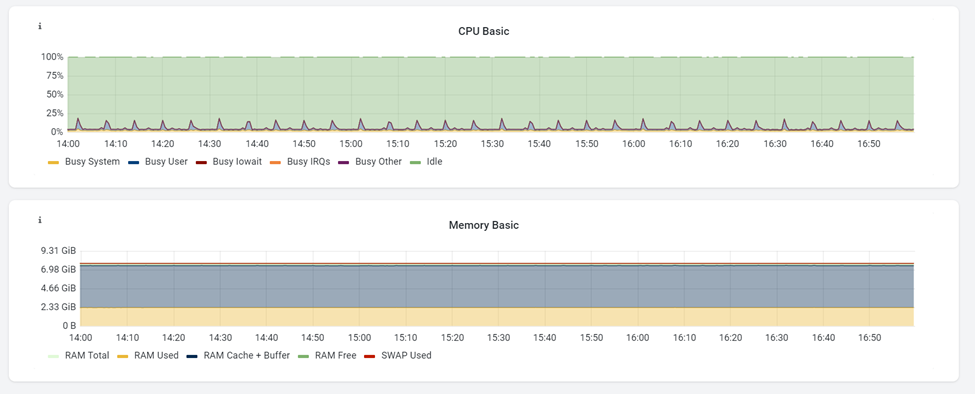 i
CPU Basic
100%
75%
50%
25%
0%
14:00 14:10 14:20 14:30 14:40 14:50 15:00 15:10 15:20 15:30 15:40 15:50 16:00 16:10 16:20 16:30 16:40 16:50
Busy System Busy User Busy Iowait Busy IRQs Busy Other Idle
i
Memory Basic
9.31 GiB
6.98 GiB
4.66 GiB
2.33 GiB
0 B
14:00 14:10 14:20 14:30 14:40 14:50 15:00 15:10 15:20 15:30 15:40 15:50 16:00 16:10 16:20 16:30 16:40 16:50
RAM Total RAM Used RAM Cache + Buffer RAM Free SWAP Used